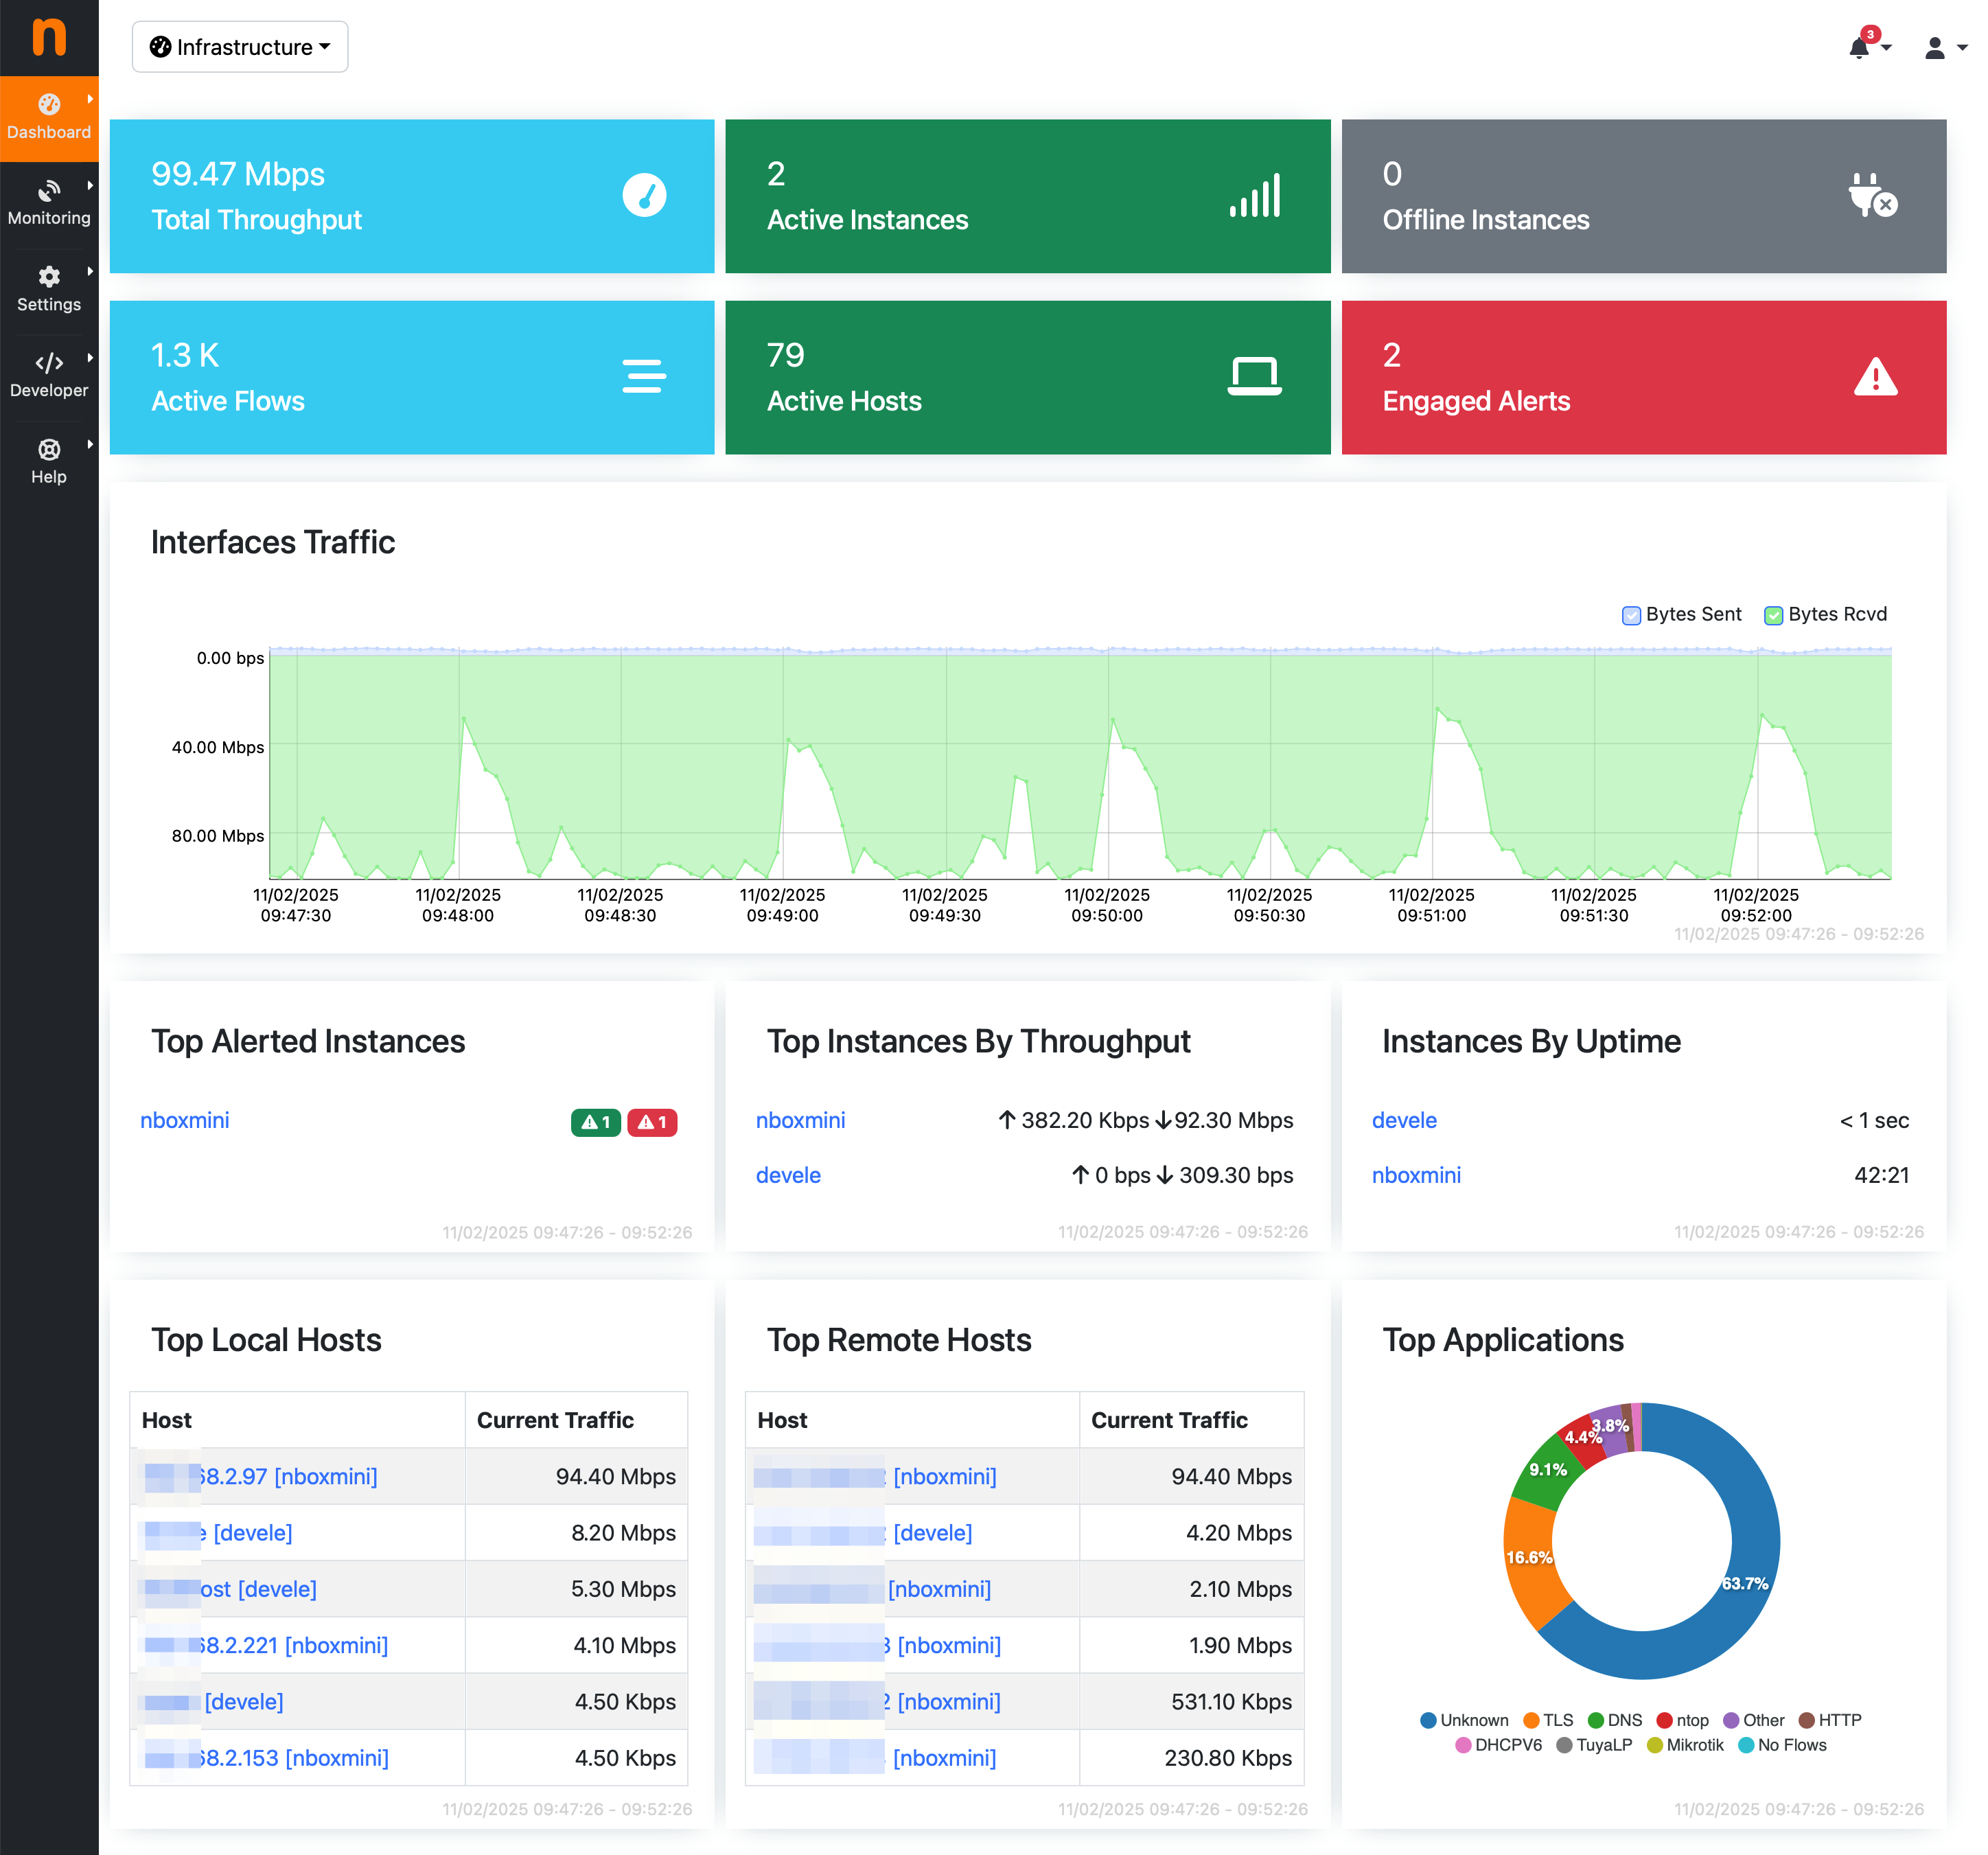 n
Infrastructure
3
Dashboard
Monitoring
Settings
Developer
Help
99.47 Mbps
Total Throughput
2
Active Instances
0
Offline Instances
1.3 K
Active Flows
79
Active Hosts
2
Engaged Alerts
Interfaces Traffic
Bytes Sent Bytes Rcvd
0.00 bps
40.00 Mbps
80.00 Mbps
11/02/2025 11/02/2025 11/02/2025 11/02/2025 11/02/2025 11/02/2025 11/02/2025 11/02/2025 11/02/2025 11/02/2025
09:47:30 09:48:00 09:48:30 09:49:00 09:49:30 09:50:00 09:50:30 09:51:00 09:51:30 09:52:00
11/02/2025 09:47:26 - 09:52:26
Top Alerted Instances
nboxmini 1 1
11/02/2025 09:47:26 - 09:52:26
Top Instances By Throughput
nboxmini ↑ 382.20 Kbps ↓ 92.30 Mbps
devele ↑ 0 bps ↓ 309.30 bps
11/02/2025 09:47:26 - 09:52:26
Instances By Uptime
devele < 1 sec
nboxmini 42:21
11/02/2025 09:47:26 - 09:52:26
Top Local Hosts
Host Current Traffic
68.2.97 [nboxmini] 94.40 Mbps
e [devele] 8.20 Mbps
ost [devele] 5.30 Mbps
68.2.221 [nboxmini] 4.10 Mbps
[devele] 4.50 Kbps
68.2.153 [nboxmini] 4.50 Kbps
11/02/2025 09:47:26 - 09:52:26
Top Remote Hosts
Host Current Traffic
[nboxmini] 94.40 Mbps
[devele] 4.20 Mbps
[nboxmini] 2.10 Mbps
[nboxmini] 1.90 Mbps
[nboxmini] 531.10 Kbps
[nboxmini] 230.80 Kbps
11/02/2025 09:47:26 - 09:52:26
Top Applications
3.8%
4.4%
9.1%
16.6%
63.7%
Unknown TLS DNS ntop Other HTTP
DHCPV6 TuyaLP Mikrotik No Flows
11/02/2025 09:47:26 - 09:52:26